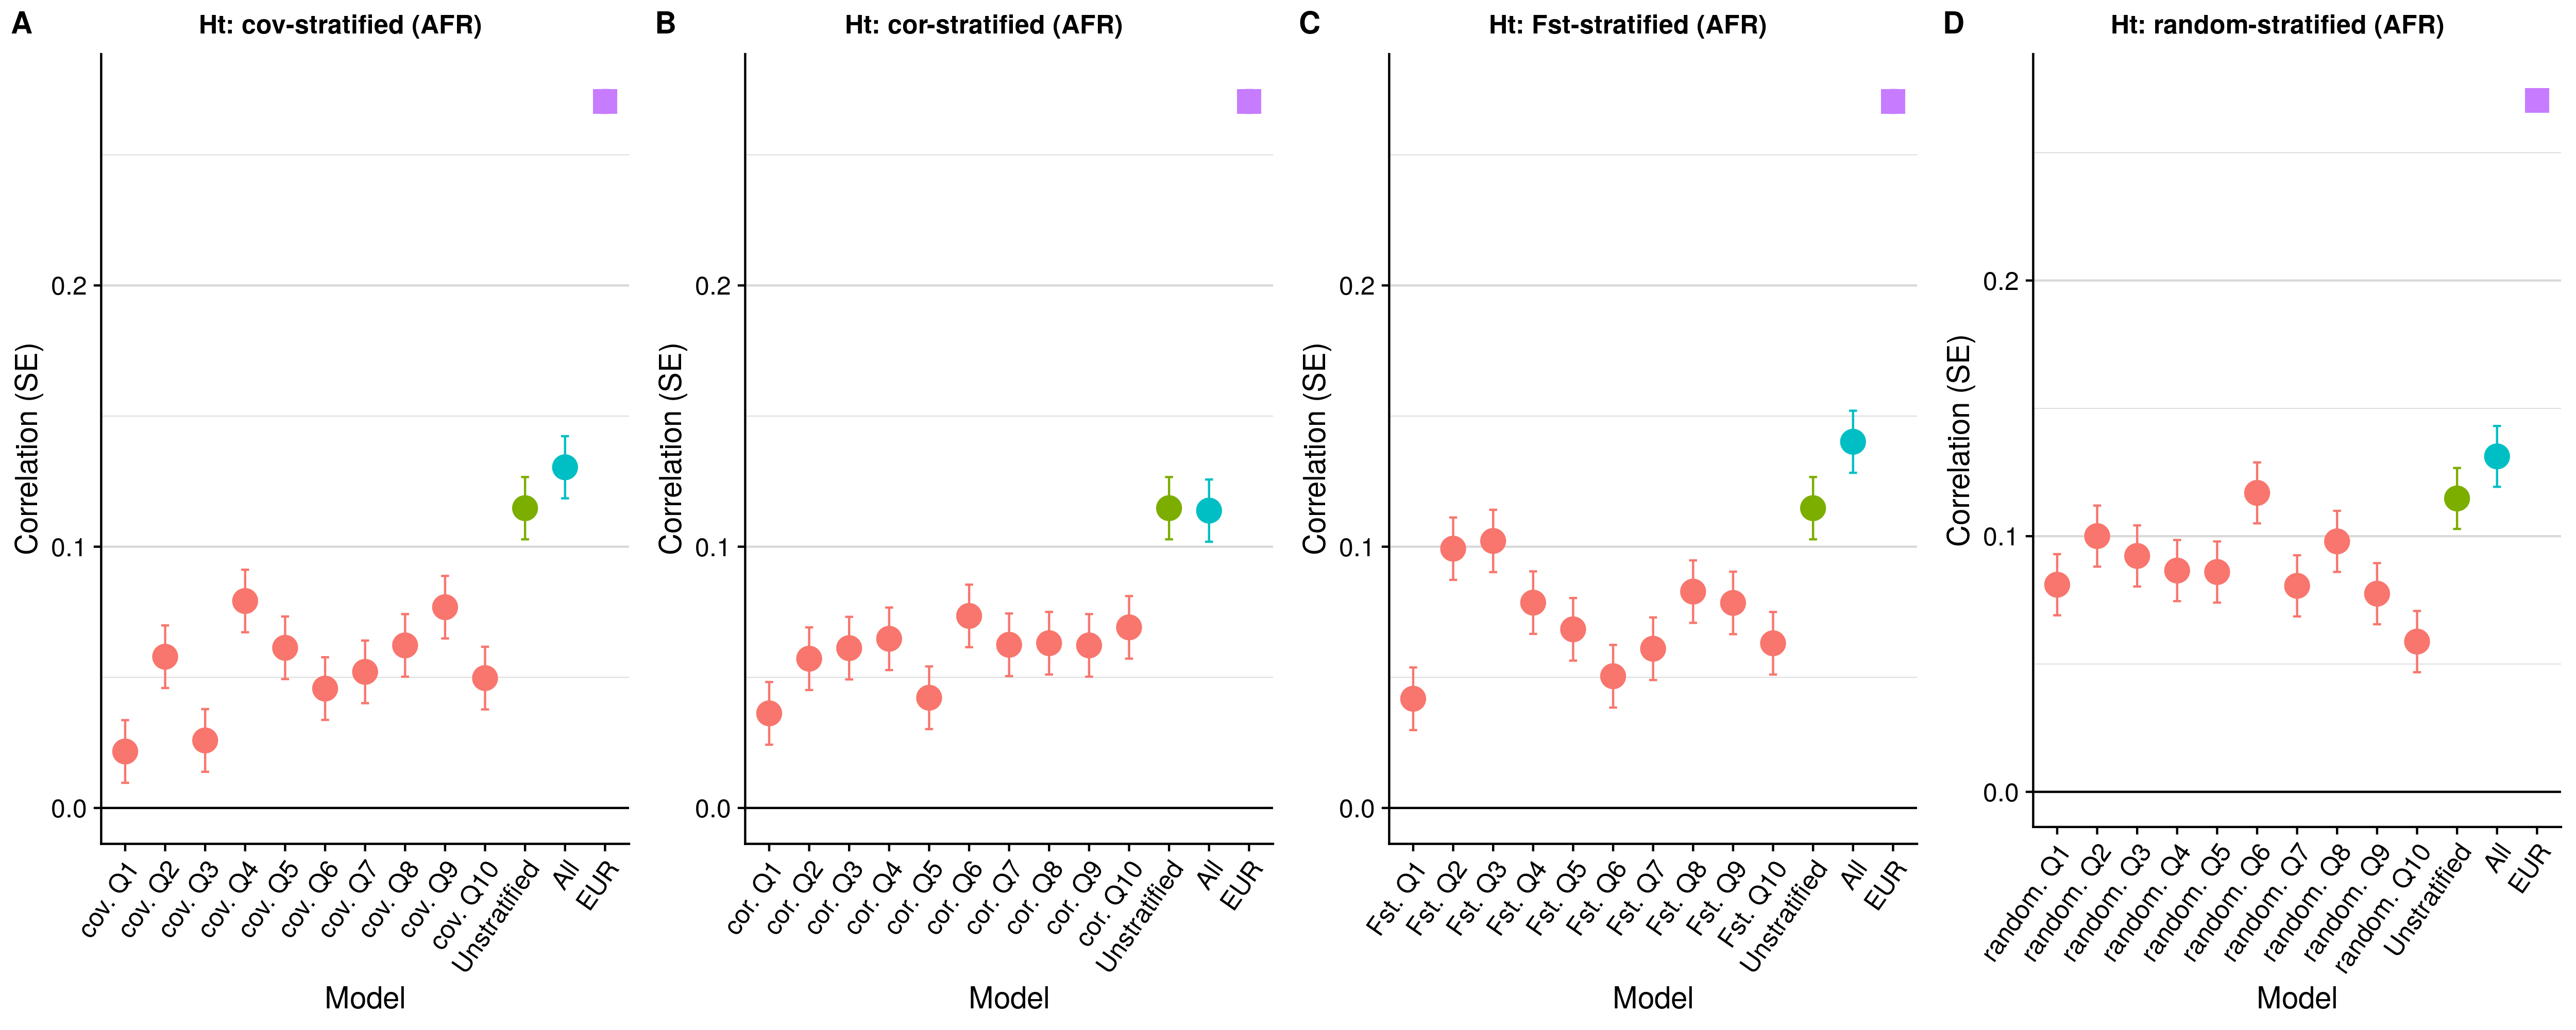 A
Ht: cov-stratified (AFR)
Correlation (SE)
0.2
0.1
0.0
cov. Q1
cov. Q2
cov. Q3
cov. Q4
cov. Q5
cov. Q6
cov. Q7
cov. Q8
cov. Q9
cov. Q10
Unstratified
All
EUR
Model
B
Ht: cor-stratified (AFR)
Correlation (SE)
0.2
0.1
0.0
cor. Q1
cor. Q2
cor. Q3
cor. Q4
cor. Q5
cor. Q6
cor. Q7
cor. Q8
cor. Q9
cor. Q10
Unstratified
All
EUR
Model
C
Ht: Fst-stratified (AFR)
Correlation (SE)
0.2
0.1
0.0
Fst. Q1
Fst. Q2
Fst. Q3
Fst. Q4
Fst. Q5
Fst. Q6
Fst. Q7
Fst. Q8
Fst. Q9
Fst. Q10
Unstratified
All
EUR
Model
D
Ht: random-stratified (AFR)
Correlation (SE)
0.2
0.1
0.0
random. Q1
random. Q2
random. Q3
random. Q4
random. Q5
random. Q6
random. Q7
random. Q8
random. Q9
random. Q10
Unstratified
All
EUR
Model